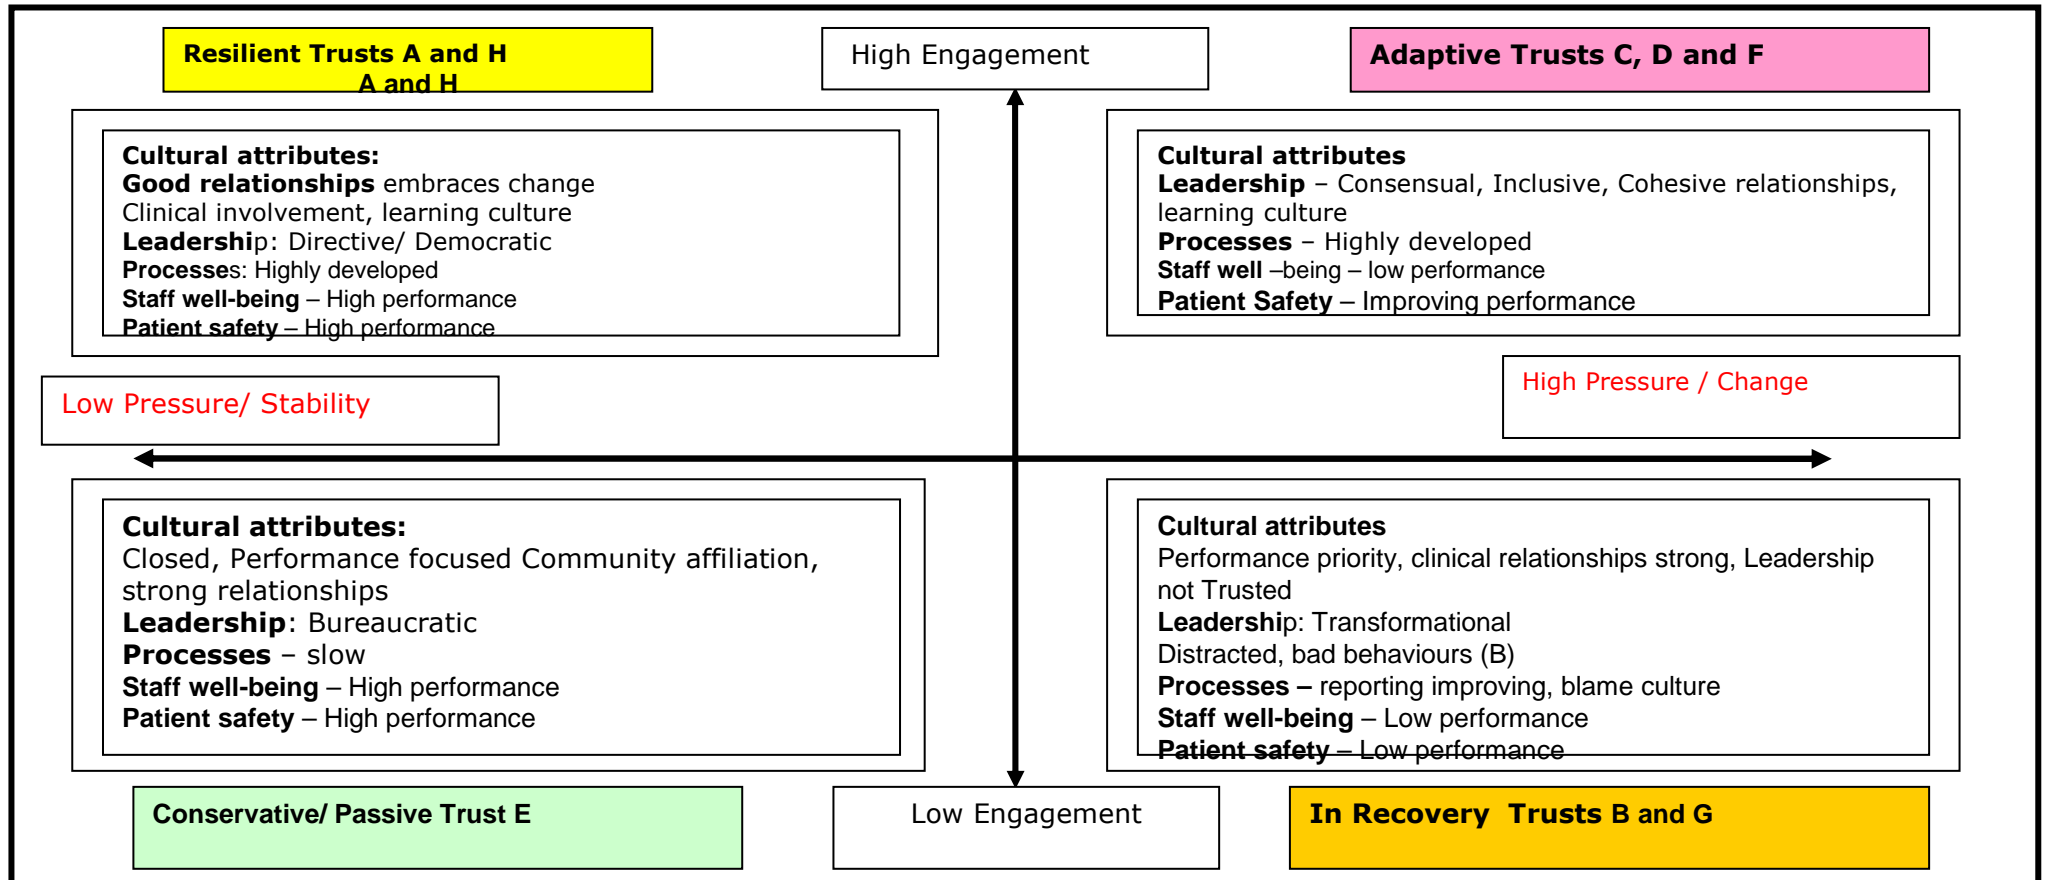 Resilient Trusts A and H
A and H
High Engagement
Adaptive Trusts C, D and F
Cultural attributes:
Good relationships embraces change
Clinical involvement, learning culture
Leadership: Directive/ Democratic
Processes: Highly developed
Staff well-being – High performance
Patient safety – High performance
Cultural attributes
Leadership – Consensual, Inclusive, Cohesive relationships,
learning culture
Processes – Highly developed
Staff well –being – low performance
Patient Safety – Improving performance
Low Pressure/ Stability
High Pressure / Change
Cultural attributes:
Closed, Performance focused Community affiliation,
strong relationships
Leadership: Bureaucratic
Processes – slow
Staff well-being – High performance
Patient safety – High performance
Cultural attributes
Performance priority, clinical relationships strong, Leadership
not Trusted
Leadership: Transformational
Distracted, bad behaviours (B)
Processes – reporting improving, blame culture
Staff well-being – Low performance
Patient safety – Low performance
Conservative/ Passive Trust E
Low Engagement
In Recovery Trusts B and G